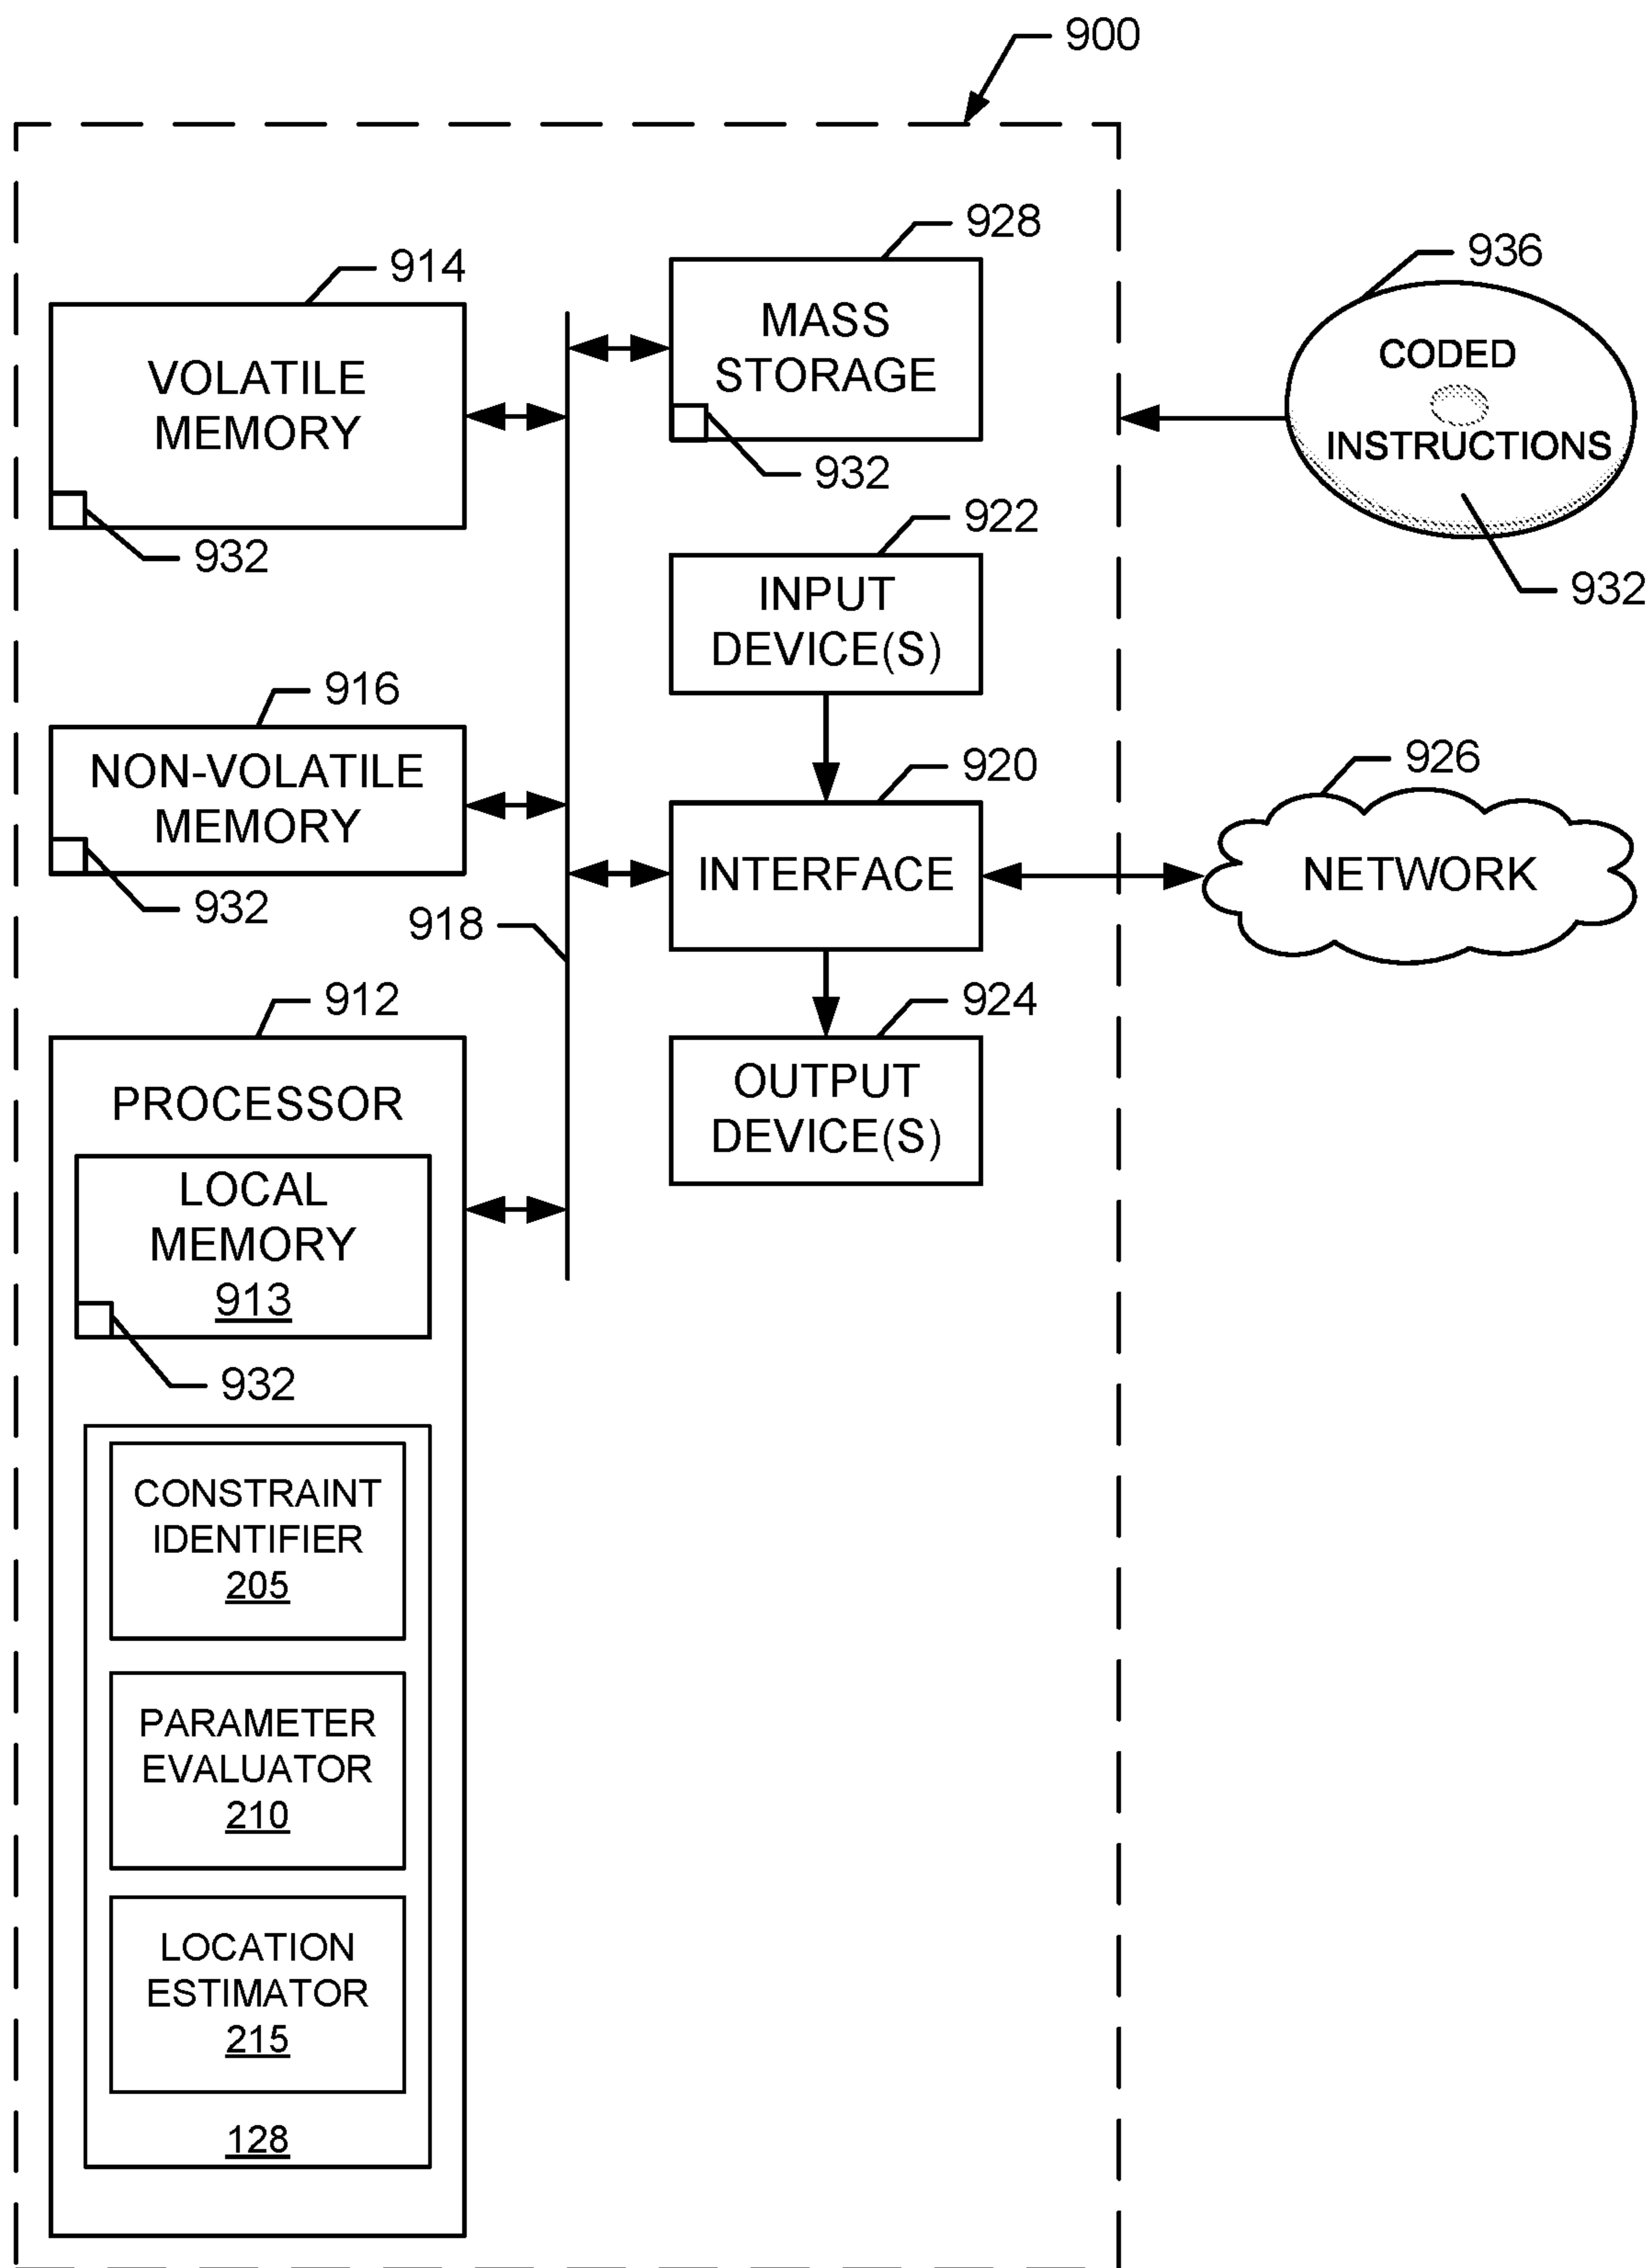 900
928
914
936
MASS
STORAGE
VOLATILE
MEMORY
CODED
INSTRUCTIONS
932
922
932
932
INPUT
DEVICE(S)
916
926
920
NON-VOLATILE
MEMORY
INTERFACE
NETWORK
932
918
912
924
OUTPUT
DEVICE(S)
PROCESSOR
LOCAL
MEMORY
913
932
CONSTRAINT
IDENTIFIER
205
PARAMETER
EVALUATOR
210
LOCATION
ESTIMATOR
215
128